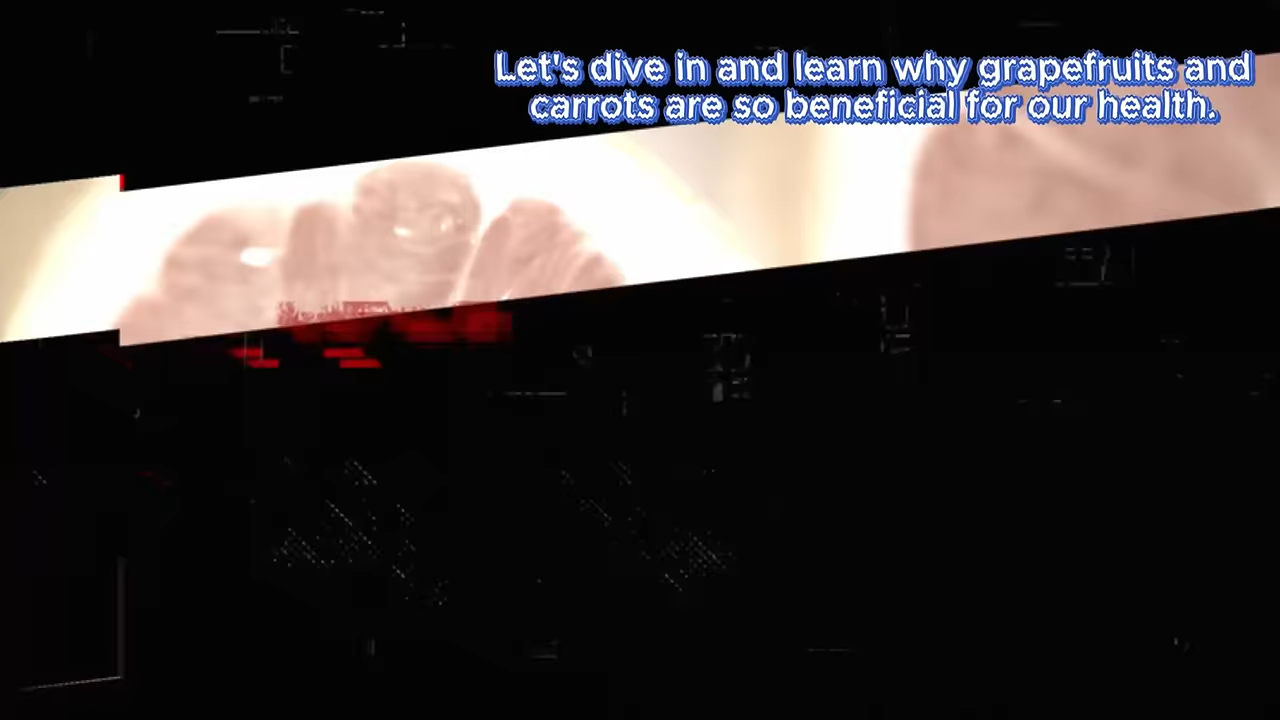 Let's dive in and learn why grapefruits and
carrots are so beneficial for our health.